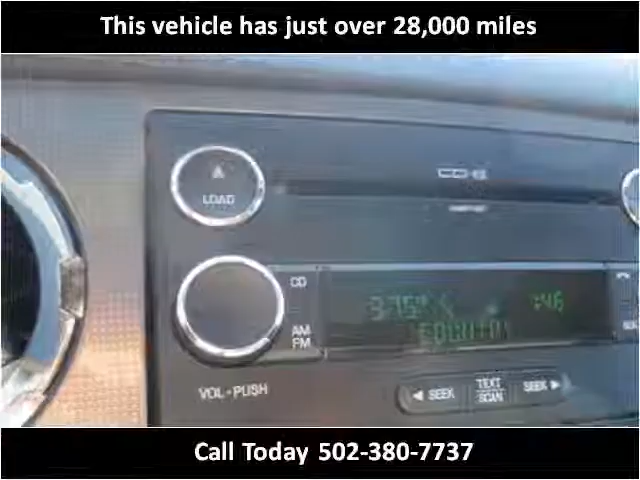 This vehicle has just over 28,000 miles
LOAD
CD
AM
FM
VOL-PUSH
◄ SEEK
TEXT
SCAN
SEEK ►
Call Today 502-380-7737